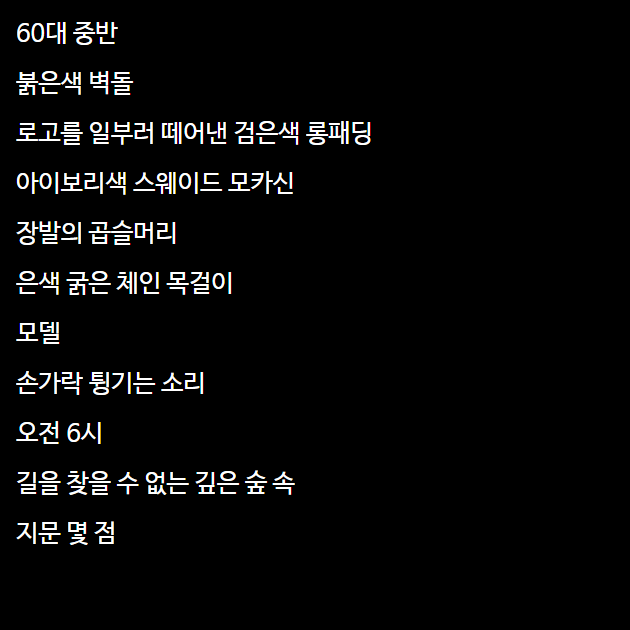 60대 중반
붉은색 벽돌
로고를 일부러 떼어낸 검은색 롱패딩
아이보리색 스웨이드 모카신
장발의 곱슬머리
은색 굵은 체인 목걸이
모델
손가락 튕기는 소리
오전 6시
길을 찾을 수 없는 깊은 숲 속
지문 몇 점